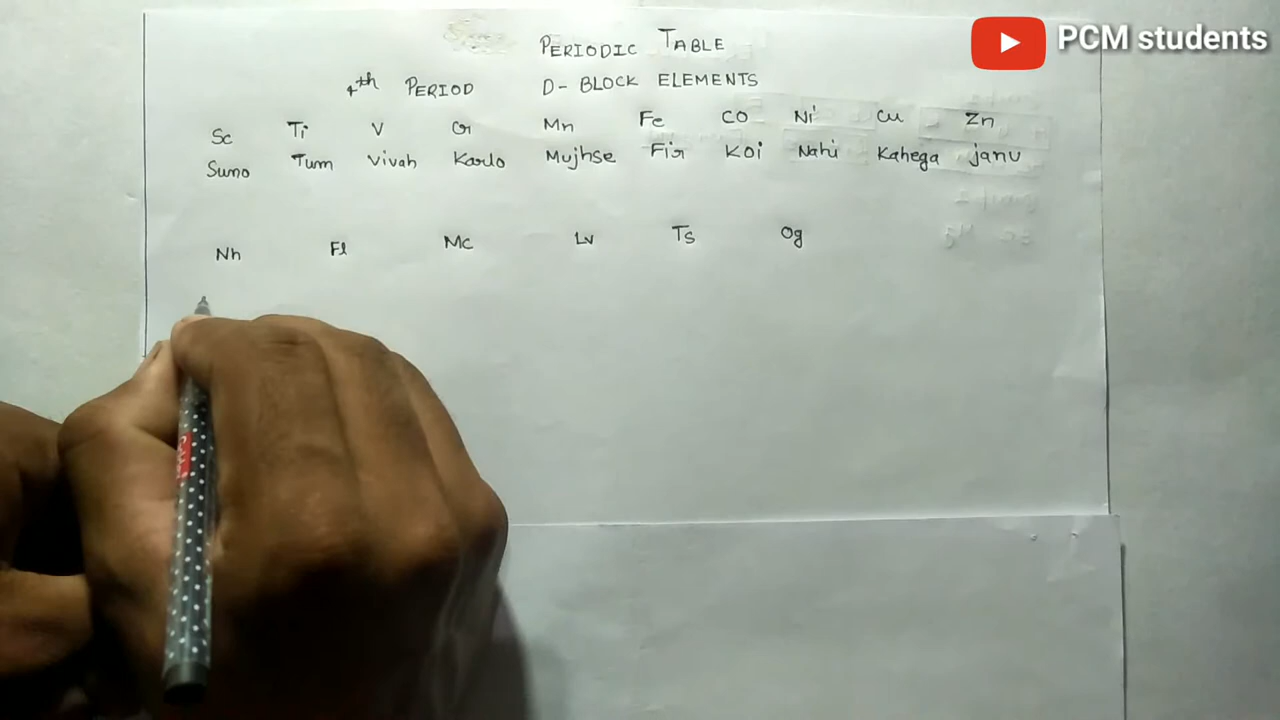 PCM students
PERIODIC TABLE
4th PERIOD D- BLOCK ELEMENTS
Sc Ti V Cr Mn Fe CO Ni Cu Zn
Suno Tum Vivah Karlo Mujhse Fir KOi Nahi Kahega janu
Nh Fl Mc Lv Ts Og